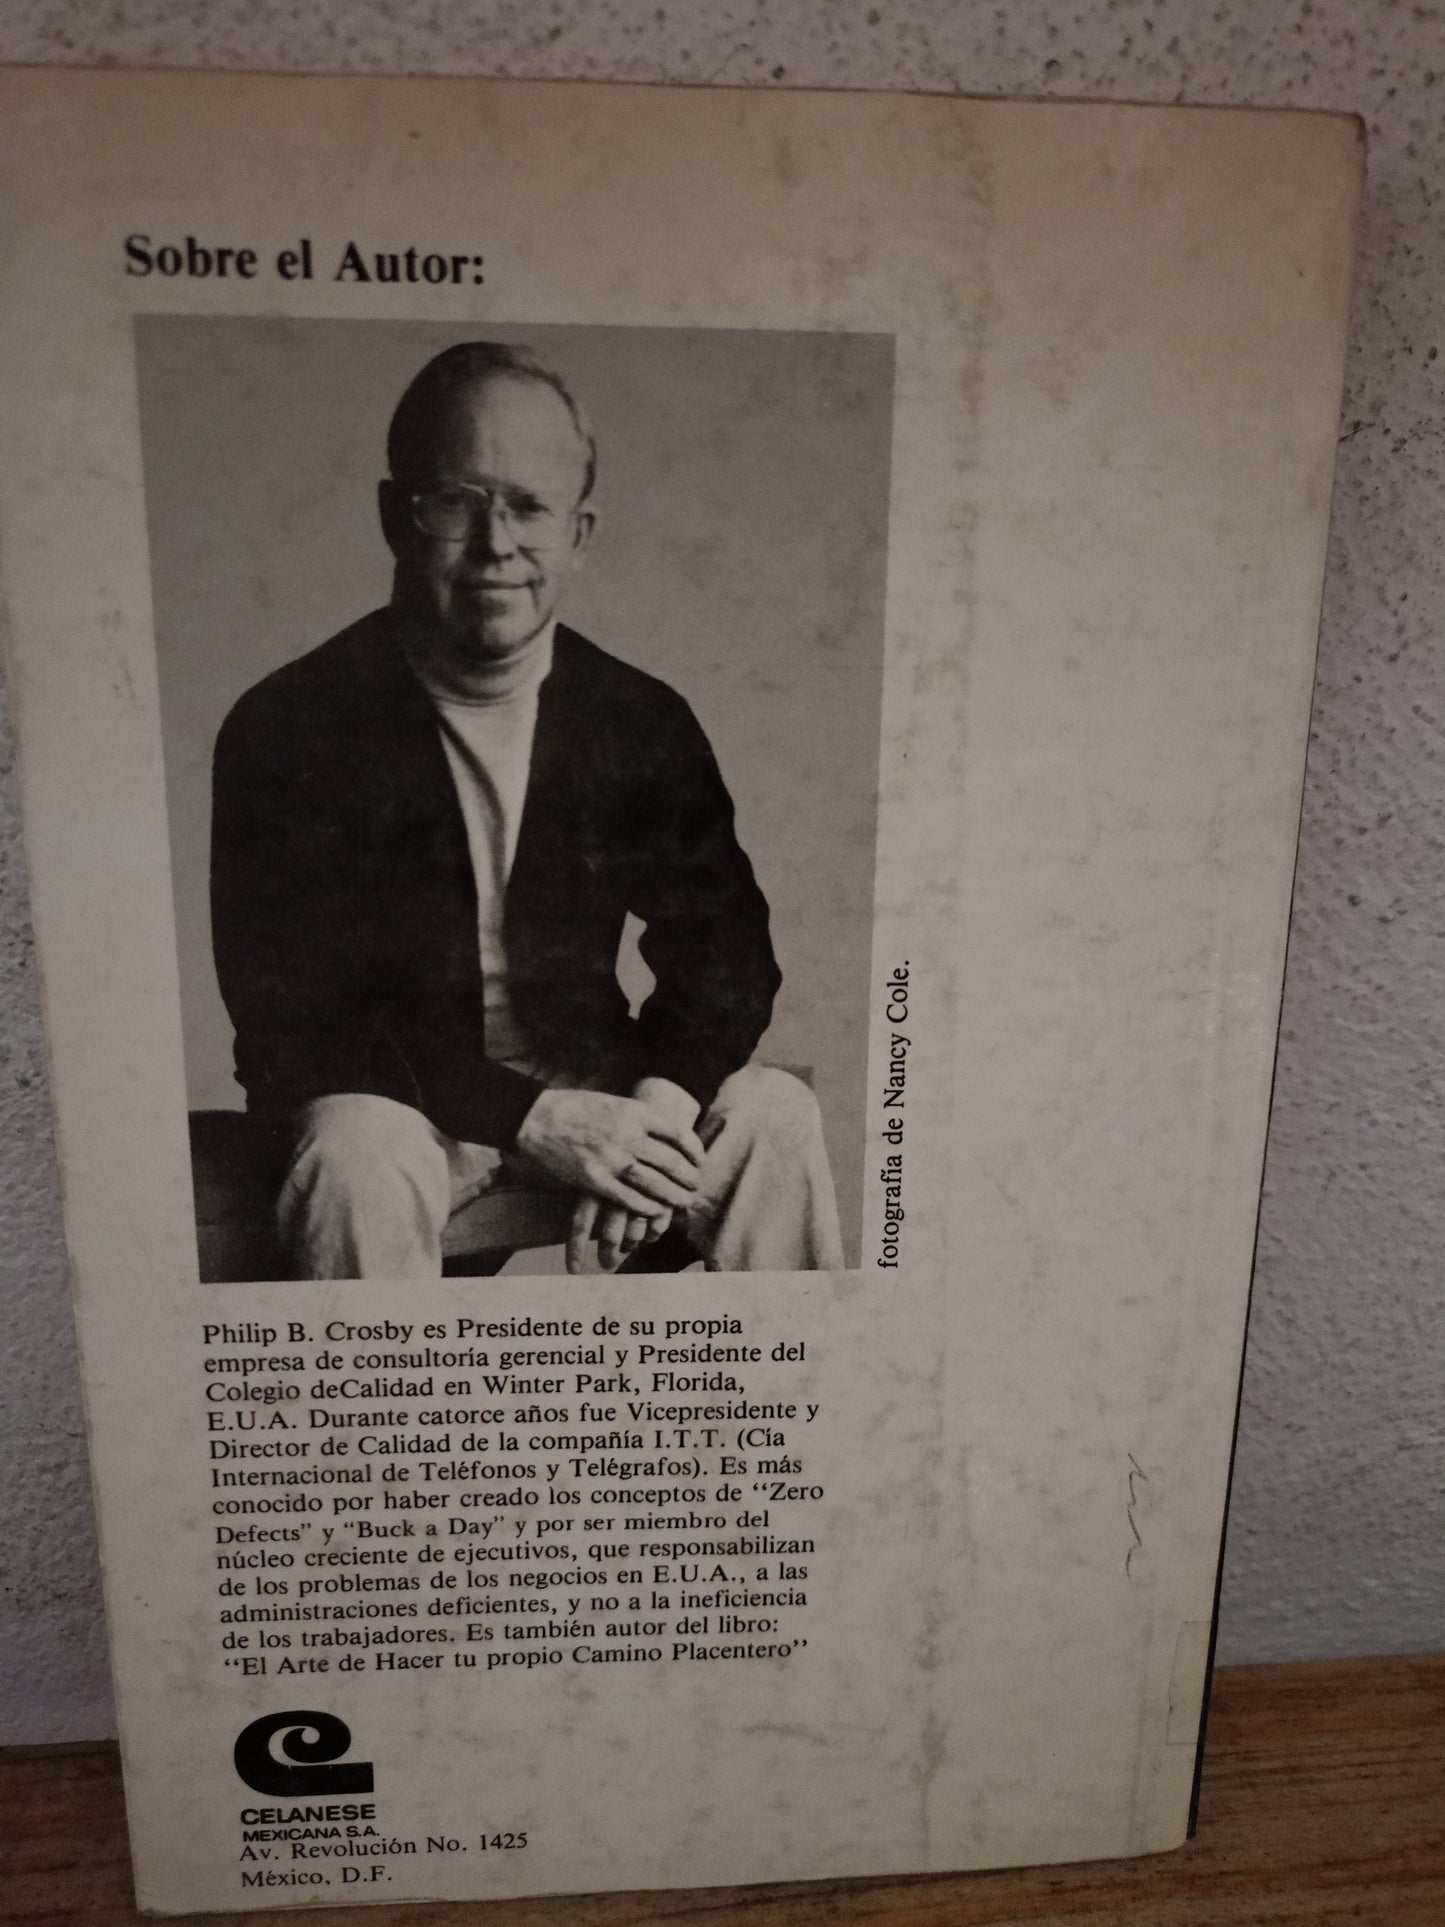 Sobre el Autor:
fotografía de Nancy Cole.
Philip B. Crosby es Presidente de su propia
empresa de consultoría gerencial y Presidente del
Colegio deCalidad en Winter Park, Florida,
E.U.A. Durante catorce años fue Vicepresidente y
Director de Calidad de la compañía I.T.T. (Cía
Internacional de Teléfonos y Telégrafos). Es más
conocido por haber creado los conceptos de “Zero
Defects” y “Buck a Day” y por ser miembro del
núcleo creciente de ejecutivos, que responsabilizan
de los problemas de los negocios en E.U.A., a las
administraciones deficientes, y no a la ineficiencia
de los trabajadores. Es también autor del libro:
“El Arte de Hacer tu propio Camino Placentero”
CELANESE
MEXICANA S.A.
Av. Revolución No. 1425
México, D.F.